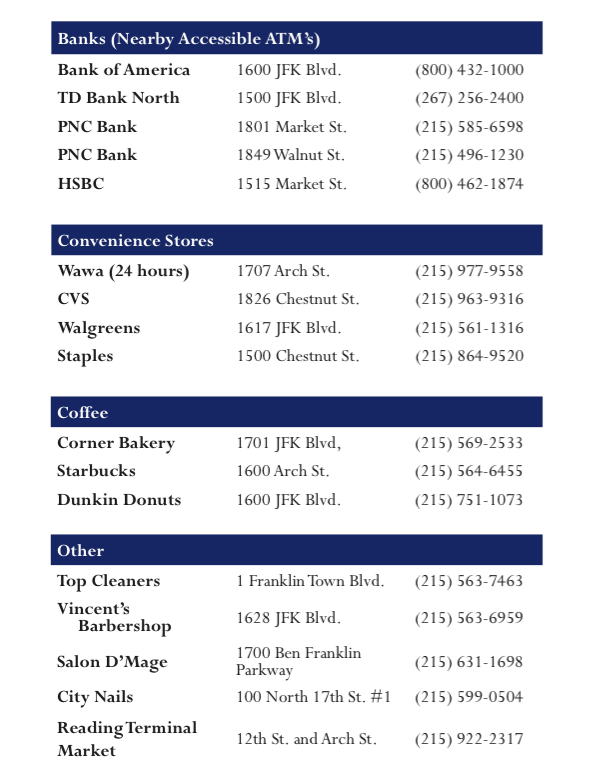 Banks (Nearby Accessible ATM’s)
Bank of America 1600 JFK Blvd. (800) 432-1000
TD Bank North 1500 JFK Blvd. (267) 256-2400
PNC Bank 1801 Market St. (215) 585-6598
PNC Bank 1849 Walnut St. (215) 496-1230
HSBC 1515 Market St. (800) 462-1874
Convenience Stores
Wawa (24 hours) 1707 Arch St. (215) 977-9558
CVS 1826 Chestnut St. (215) 963-9316
Walgreens 1617 JFK Blvd. (215) 561-1316
Staples 1500 Chestnut St. (215) 864-9520
Coffee
Corner Bakery 1701 JFK Blvd, (215) 569-2533
Starbucks 1600 Arch St. (215) 564-6455
Dunkin Donuts 1600 JFK Blvd. (215) 751-1073
Other
Top Cleaners 1 Franklin Town Blvd. (215) 563-7463
Vincent’s
Barbershop 1628 JFK Blvd. (215) 563-6959
Salon D’Mage 1700 Ben Franklin
Parkway (215) 631-1698
City Nails 100 North 17th St. #1 (215) 599-0504
Reading Terminal
Market 12th St. and Arch St. (215) 922-2317